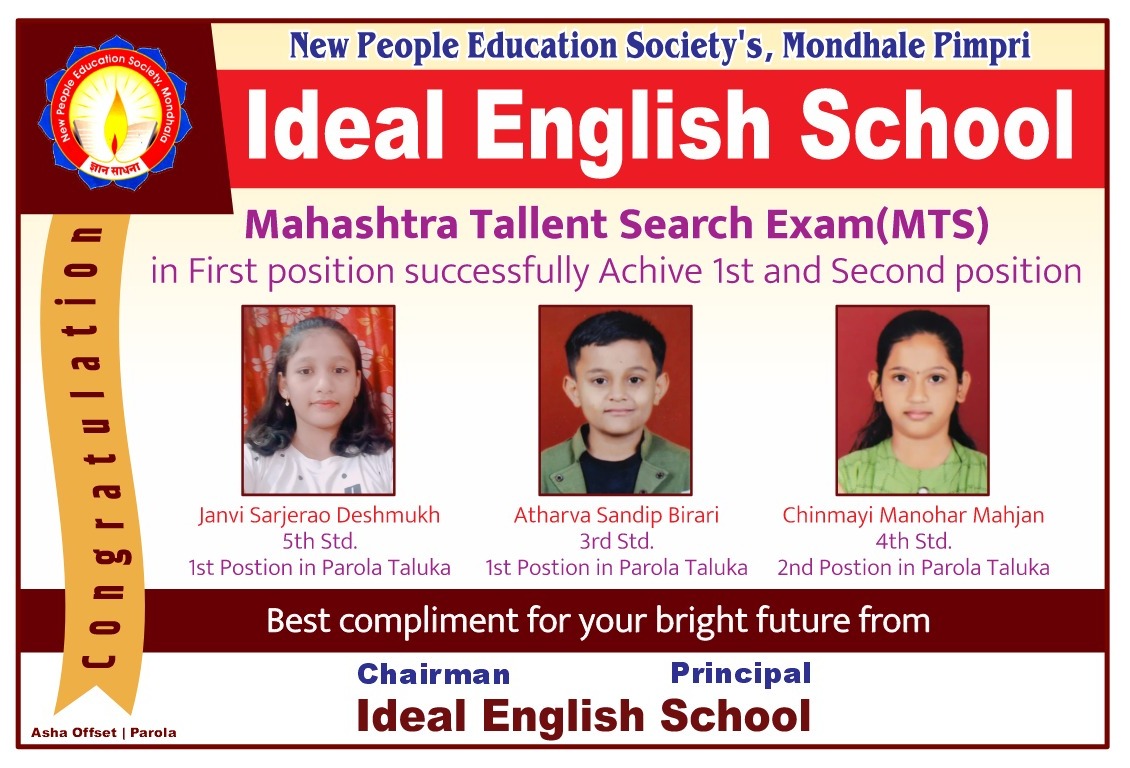 New People Education Society's, Mondhale Pimpri
New People Education Society, Mondhala
ज्ञान साधना
Ideal English School
Mahashtra Tallent Search Exam(MTS)
in First position successfully Achive 1st and Second position
Congratulation
Janvi Sarjerao Deshmukh
5th Std.
1st Postion in Parola Taluka
Atharva Sandip Birari
3rd Std.
1st Postion in Parola Taluka
Chinmayi Manohar Mahjan
4th Std.
2nd Postion in Parola Taluka
Best compliment for your bright future from
Chairman Principal
Ideal English School
Asha Offset | Parola